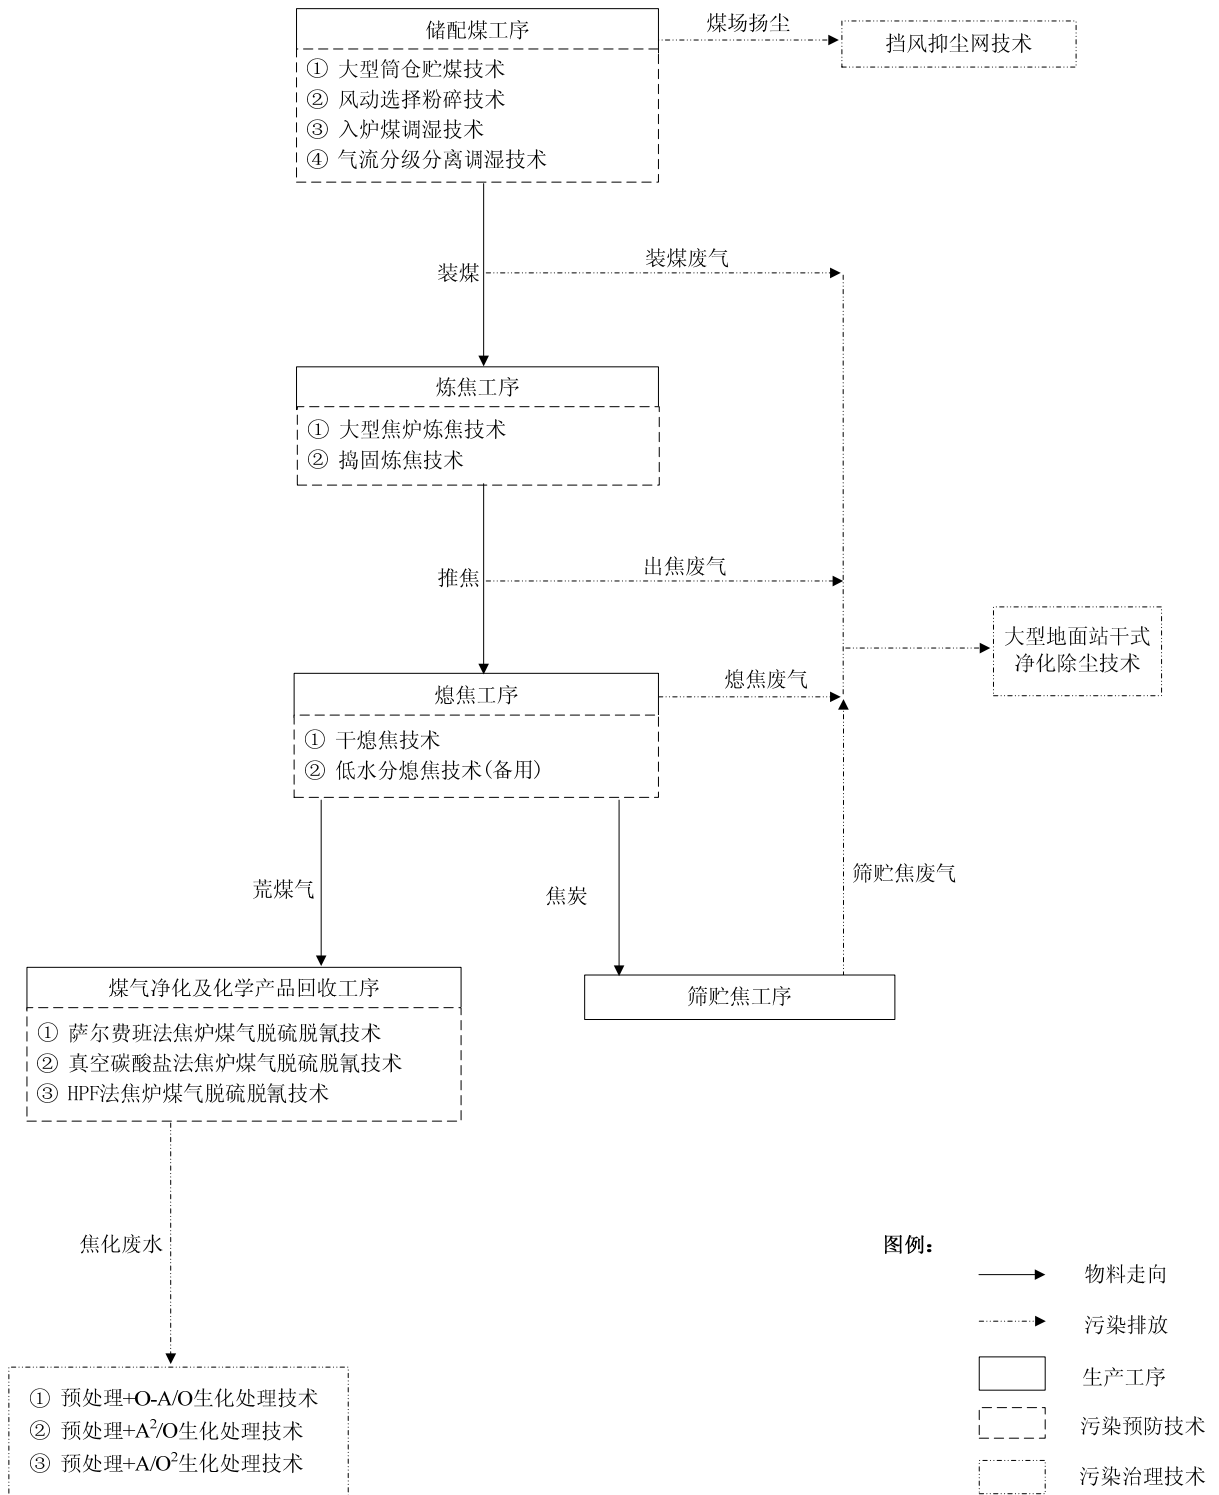 储配煤工序
煤场扬尘
挡风抑尘网技术
① 大型筒仓贮煤技术
② 风动选择粉碎技术
③ 入炉煤调湿技术
④ 气流分级分离调湿技术
装煤
装煤废气
炼焦工序
① 大型焦炉炼焦技术
② 捣固炼焦技术
推焦
出焦废气
大型地面站干式
净化除尘技术
熄焦工序
熄焦废气
① 干熄焦技术
② 低水分熄焦技术(备用)
荒煤气
焦炭
筛贮焦废气
煤气净化及化学产品回收工序
筛贮焦工序
① 萨尔费班法焦炉煤气脱硫脱氰技术
② 真空碳酸盐法焦炉煤气脱硫脱氰技术
③ HPF法焦炉煤气脱硫脱氰技术
焦化废水
① 预处理+O-A/O生化处理技术
② 预处理+A²/O生化处理技术
③ 预处理+A/O²生化处理技术
图例：
物料走向
污染排放
生产工序
污染预防技术
污染治理技术